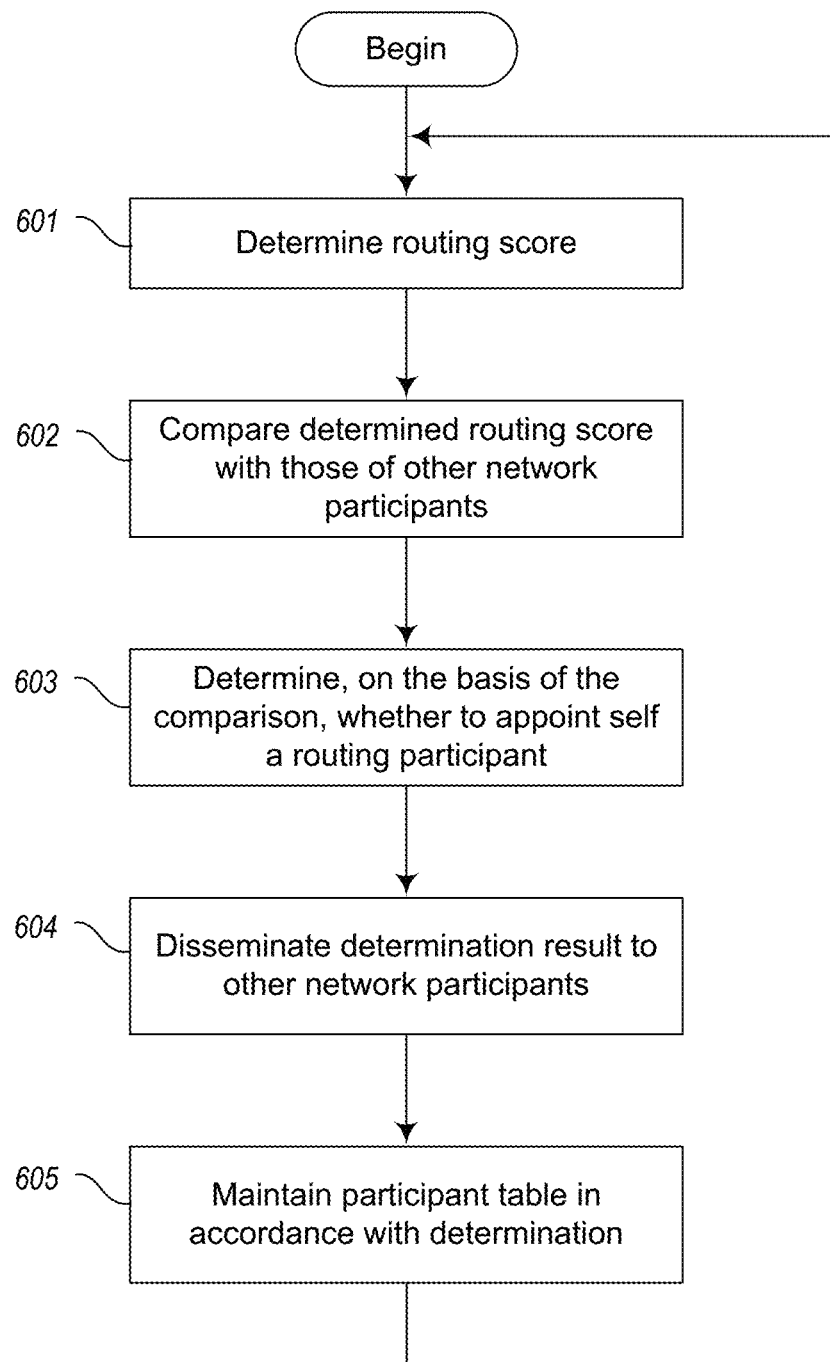 Begin
601
Determine routing score
602
Compare determined routing score
with those of other network
participants
603
Determine, on the basis of the
comparison, whether to appoint self
a routing participant
604
Disseminate determination result to
other network participants
605
Maintain participant table in
accordance with determination